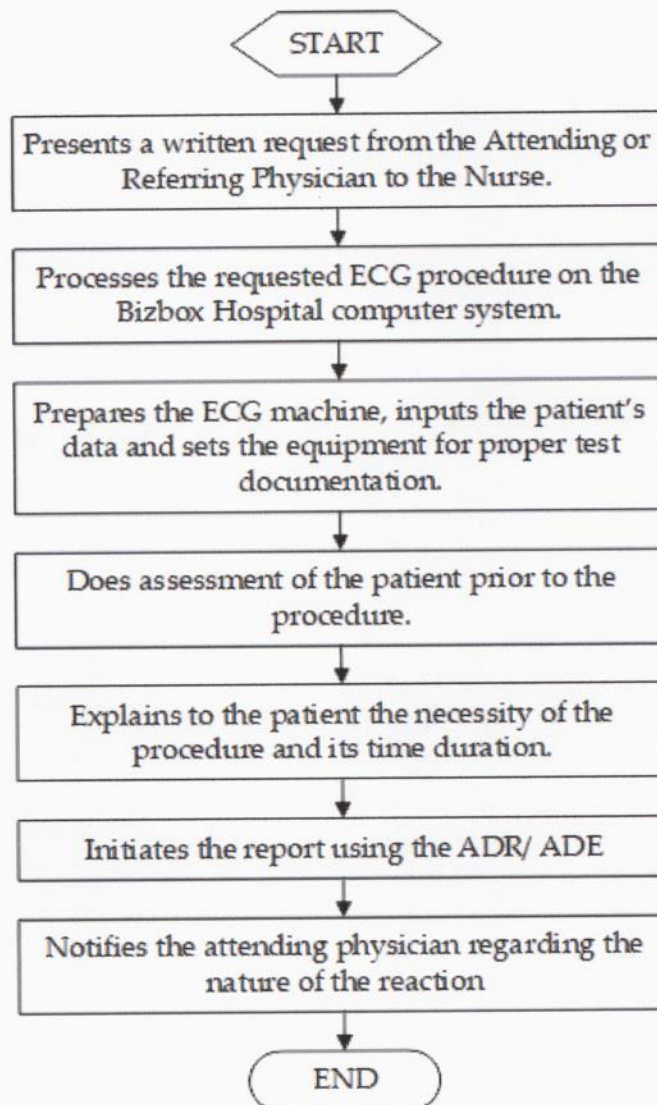 START
Presents a written request from the Attending or
Referring Physician to the Nurse.
Processes the requested ECG procedure on the
Bizbox Hospital computer system.
Prepares the ECG machine, inputs the patient's
data and sets the equipment for proper test
documentation.
Does assessment of the patient prior to the
procedure.
Explains to the patient the necessity of the
procedure and its time duration.
Initiates the report using the ADR/ ADE
Notifies the attending physician regarding the
nature of the reaction
END